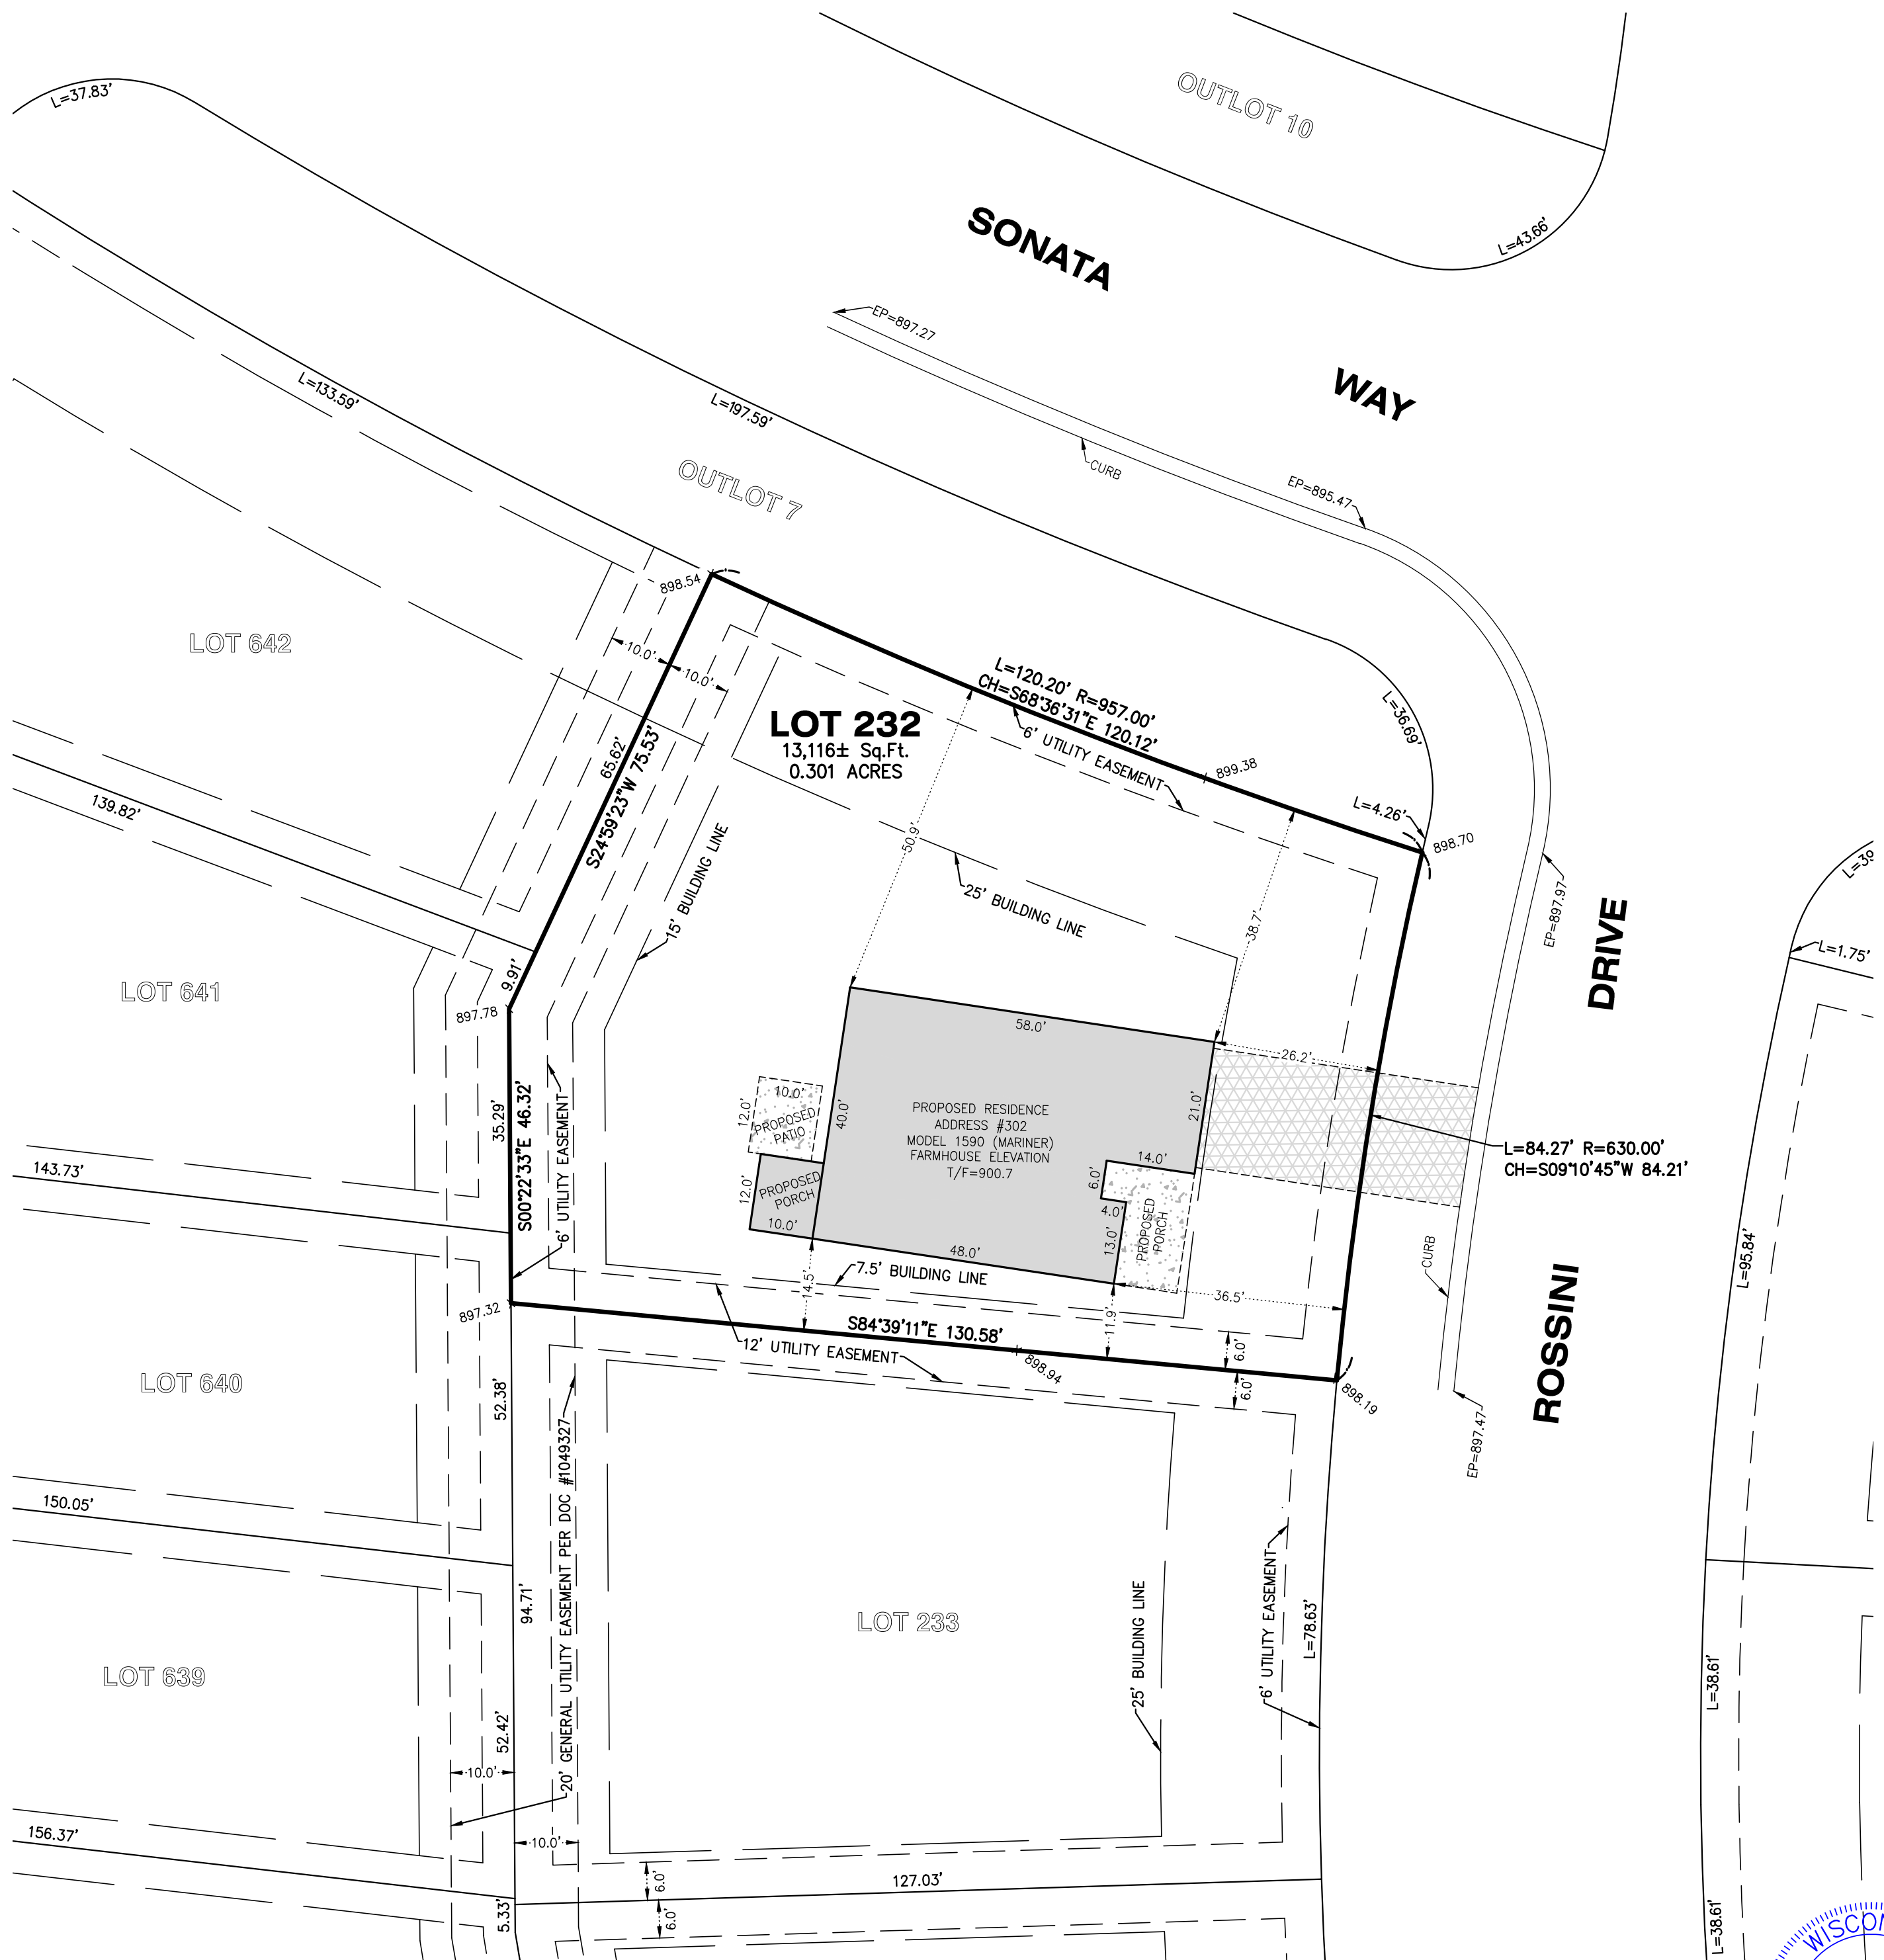 L=37.83'
OUTLOT 10
L=43.66'
SONATA
WAY
EP=897.27
L=133.59'
L=197.59'
CURB
OUTLOT 7
EP=895.47
898.54
LOT 642
10.0'
10.0'
L=120.20' R=957.00'
CH=S68°36'31"E 120.12'
6' UTILITY EASEMENT
LOT 232
13,116± Sq.Ft.
0.301 ACRES
65.62'
S24°59'23"W 75.53'
899.38
L=36.69'
L=4.26'
898.70
139.82'
15' BUILDING LINE
50.9'
25' BUILDING LINE
38.7'
EP=897.97
DRIVE
L=1.75'
LOT 641
9.91'
897.78
58.0'
26.2'
35.29'
S00°22'33"E 46.32'
6' UTILITY EASEMENT
10.0'
12.0'
PROPOSED
PATIO
40.0'
PROPOSED RESIDENCE
ADDRESS #302
MODEL 1590 (MARINER)
FARMHOUSE ELEVATION
T/F=900.7
21.0'
14.0'
6.0'
4.0'
13.0'
PROPOSED
PORCH
L=84.27' R=630.00'
CH=S09°10'45"W 84.21'
143.73'
12.0'
PROPOSED
PORCH
10.0'
48.0'
7.5' BUILDING LINE
14.5'
36.5'
11.9'
CURB
L=95.84'
ROSSINI
897.32
S84°39'11"E 130.58'
12' UTILITY EASEMENT
898.94
6.0'
6.0'
898.19
EP=897.47
LOT 640
52.38'
20' GENERAL UTILITY EASEMENT PER DOC #1049327
150.05'
94.71'
LOT 233
25' BUILDING LINE
6' UTILITY EASEMENT
L=78.63'
LOT 639
52.42'
L=38.61'
10.0'
156.37'
10.0'
6.0'
127.03'
5.33'
6.0'
L=38.61'